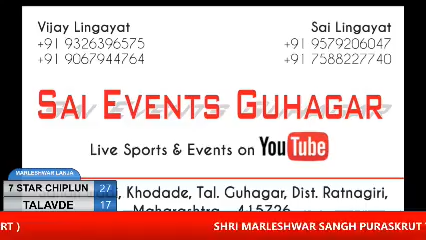 Vijay Lingayat
+91 9326396575
+91 9067944764
Sai Lingayat
+91 9579206047
+91 7588227740
SAI EVENTS GUHAGAR
Live Sports & Events on YouTube
MARLESHWAR LANJA
7 STAR CHIPLUN 27
TALAVDE 17
Khodade, Tal. Guhagar, Dist. Ratnagiri,
Maharashtra 415726
RT ) SHRI MARLESHWAR SANGH PURASKRUT